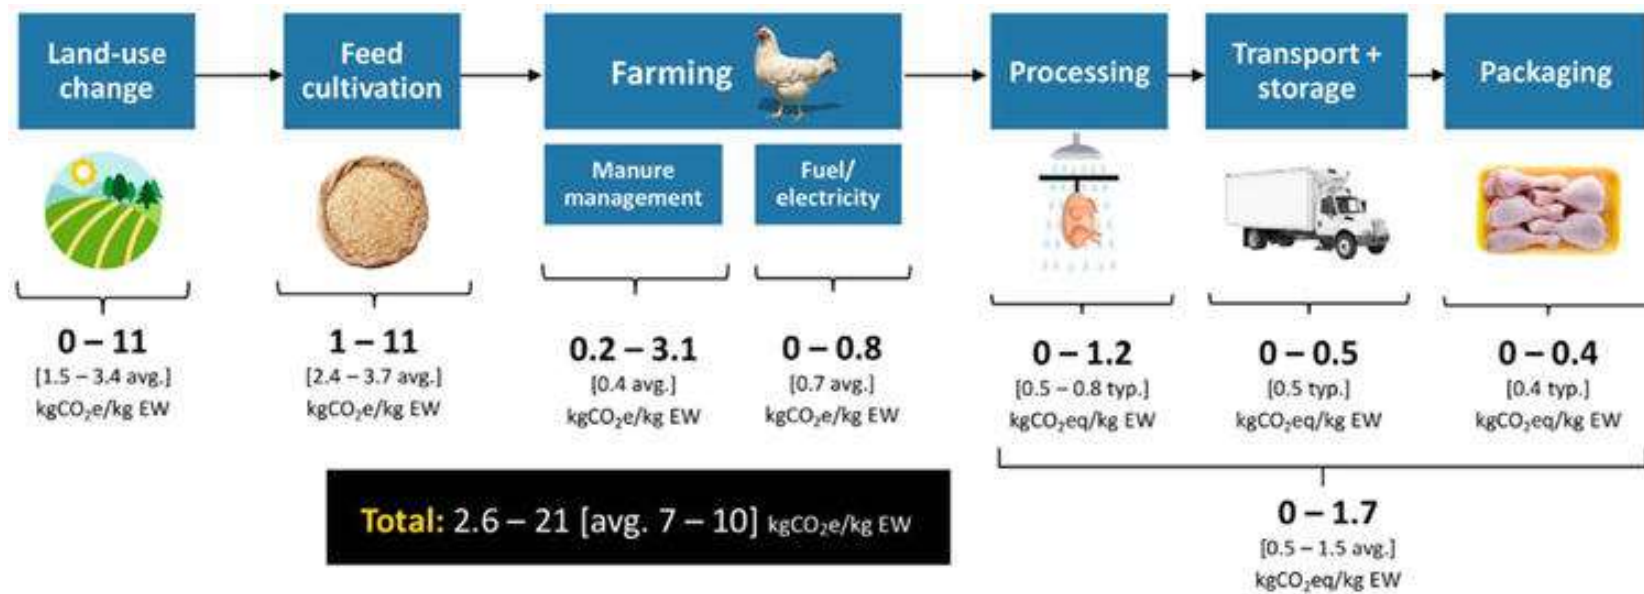 Land-use
change
Feed
cultivation
Farming
Processing
Transport +
storage
Packaging
Manure
management
Fuel/
electricity
0 – 11
[1.5 – 3.4 avg.]
kgCO₂e/kg EW
1 – 11
[2.4 – 3.7 avg.]
kgCO₂e/kg EW
0.2 – 3.1
[0.4 avg.]
kgCO₂e/kg EW
0 – 0.8
[0.7 avg.]
kgCO₂e/kg EW
0 – 1.2
[0.5 – 0.8 typ.]
kgCO₂eq/kg EW
0 – 0.5
[0.5 typ.]
kgCO₂eq/kg EW
0 – 0.4
[0.4 typ.]
kgCO₂eq/kg EW
Total: 2.6 – 21 [avg. 7 – 10] kgCO₂e/kg EW
0 – 1.7
[0.5 – 1.5 avg.]
kgCO₂eq/kg EW